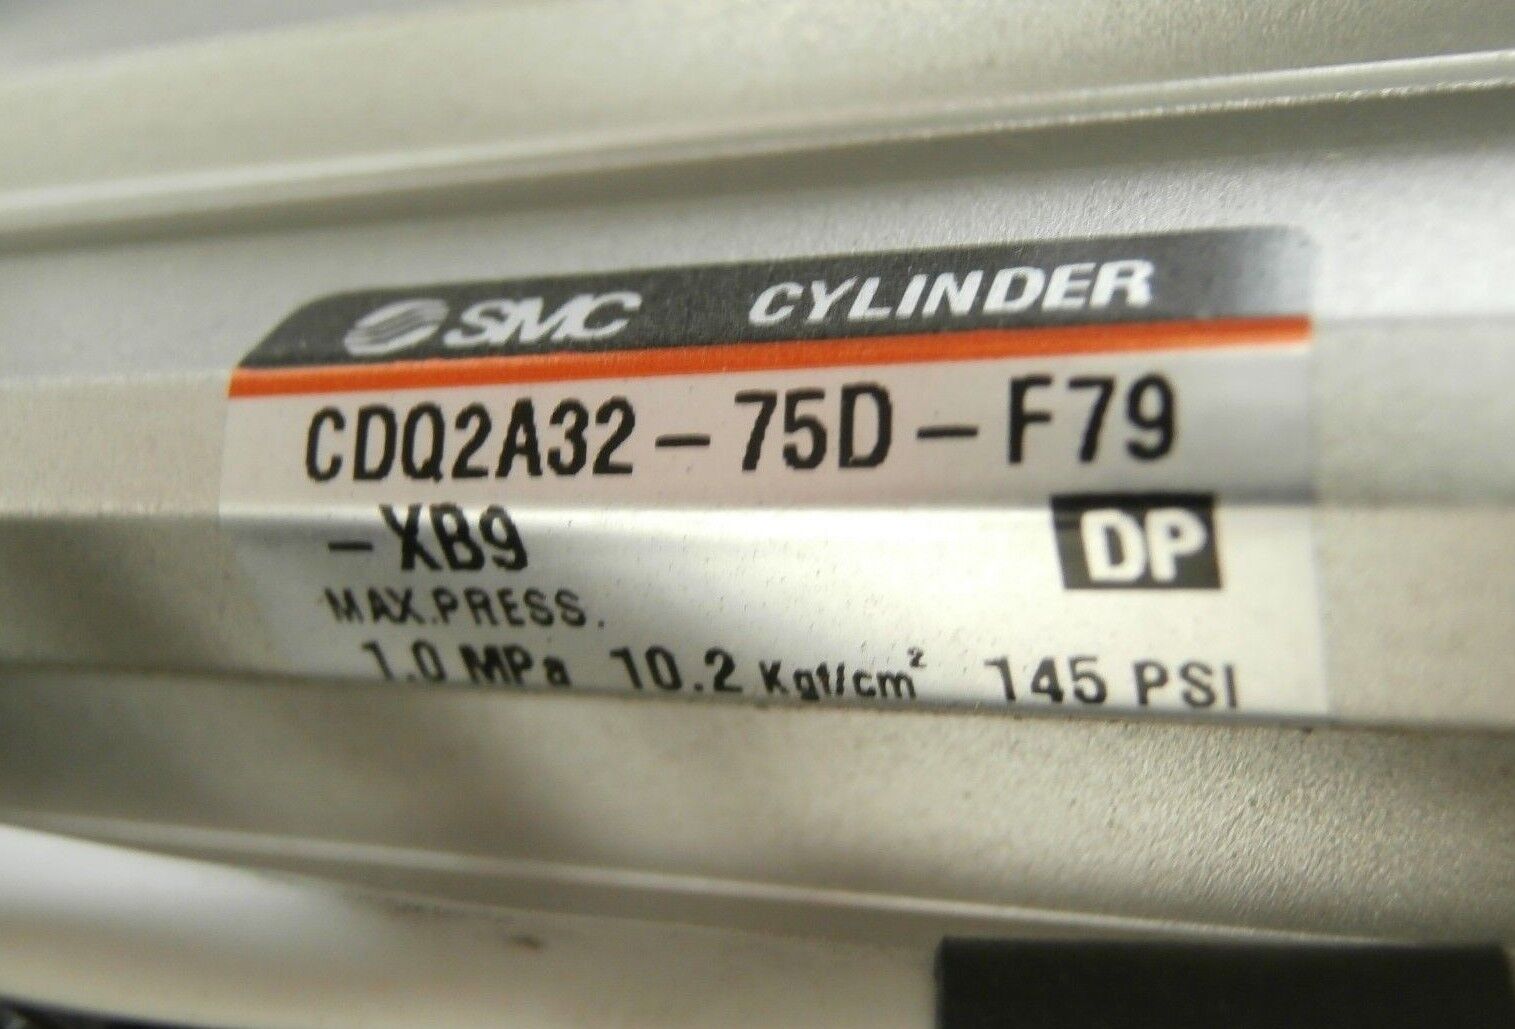 SMC CYLINDER
CDQ2A32-75D-F79
-XB9 DP
MAX.PRESS.
1.0 MPa 10.2 Kgf/cm² 145 PSI